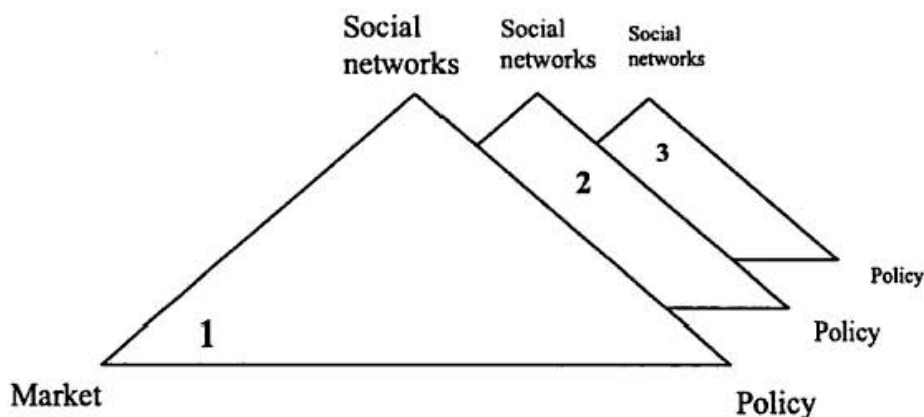 Social
networks
Social
networks
Social
networks
3
2
1
Policy
Policy
Market
Policy